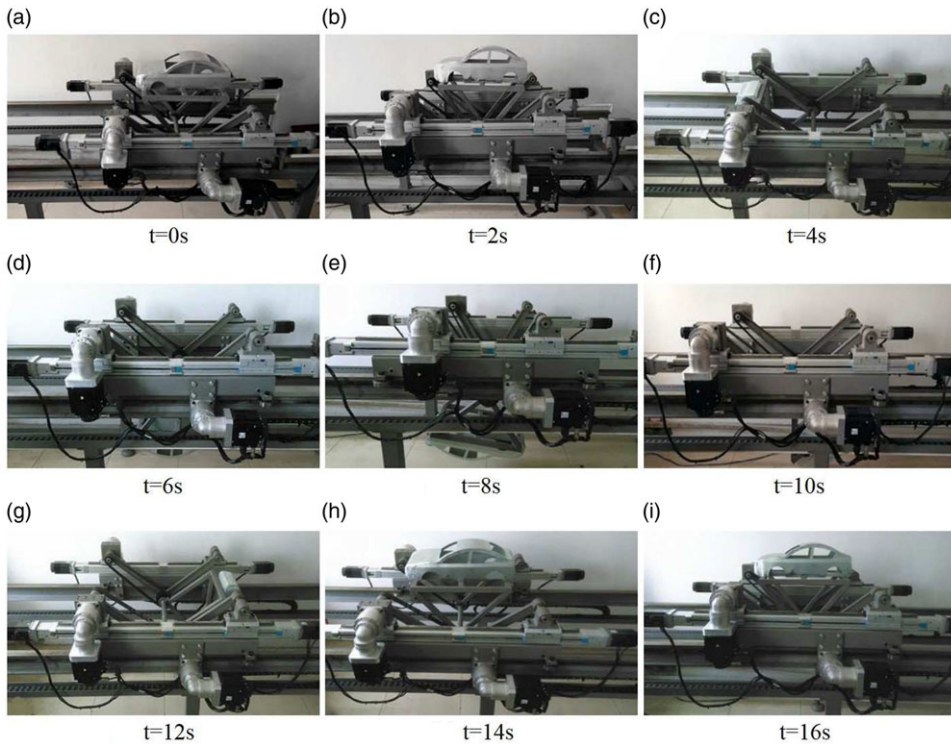 (a)
(b)
(c)
t=0s
t=2s
t=4s
(d)
(e)
(f)
t=6s
t=8s
t=10s
(g)
(h)
(i)
t=12s
t=14s
t=16s